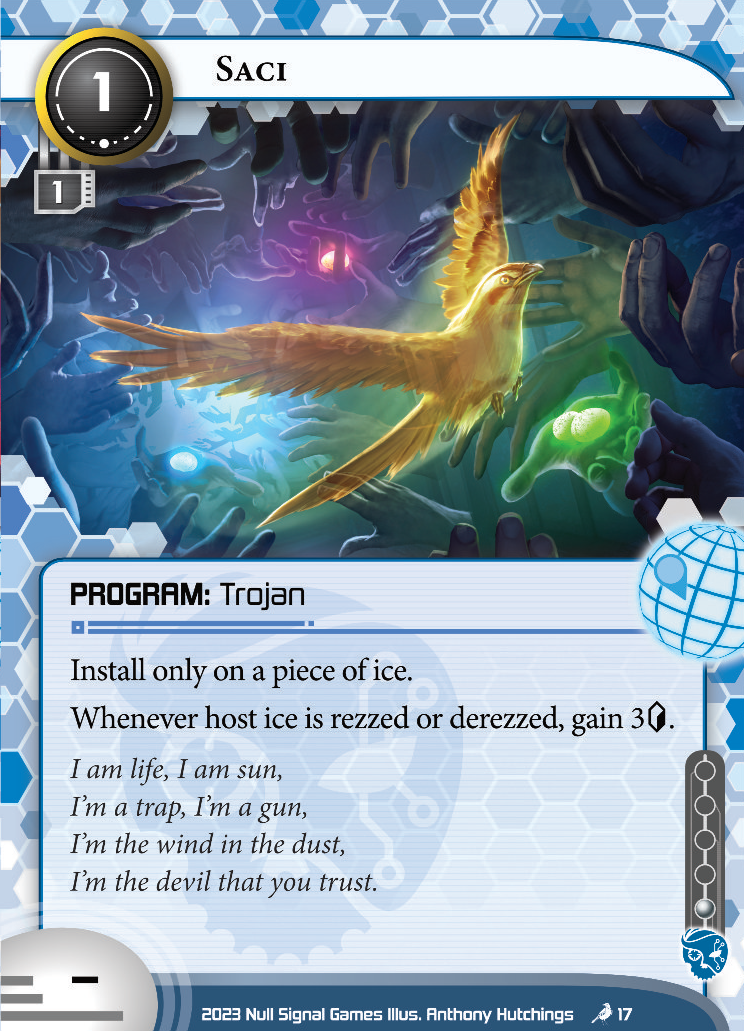 1
Saci
1
PROGRAM: Trojan
Install only on a piece of ice.
Whenever host ice is rezzed or derezzed, gain 3.
I am life, I am sun,
I'm a trap, I'm a gun,
I'm the wind in the dust,
I'm the devil that you trust.
–
2023 Null Signal Games Illus. Anthony Hutchings 17